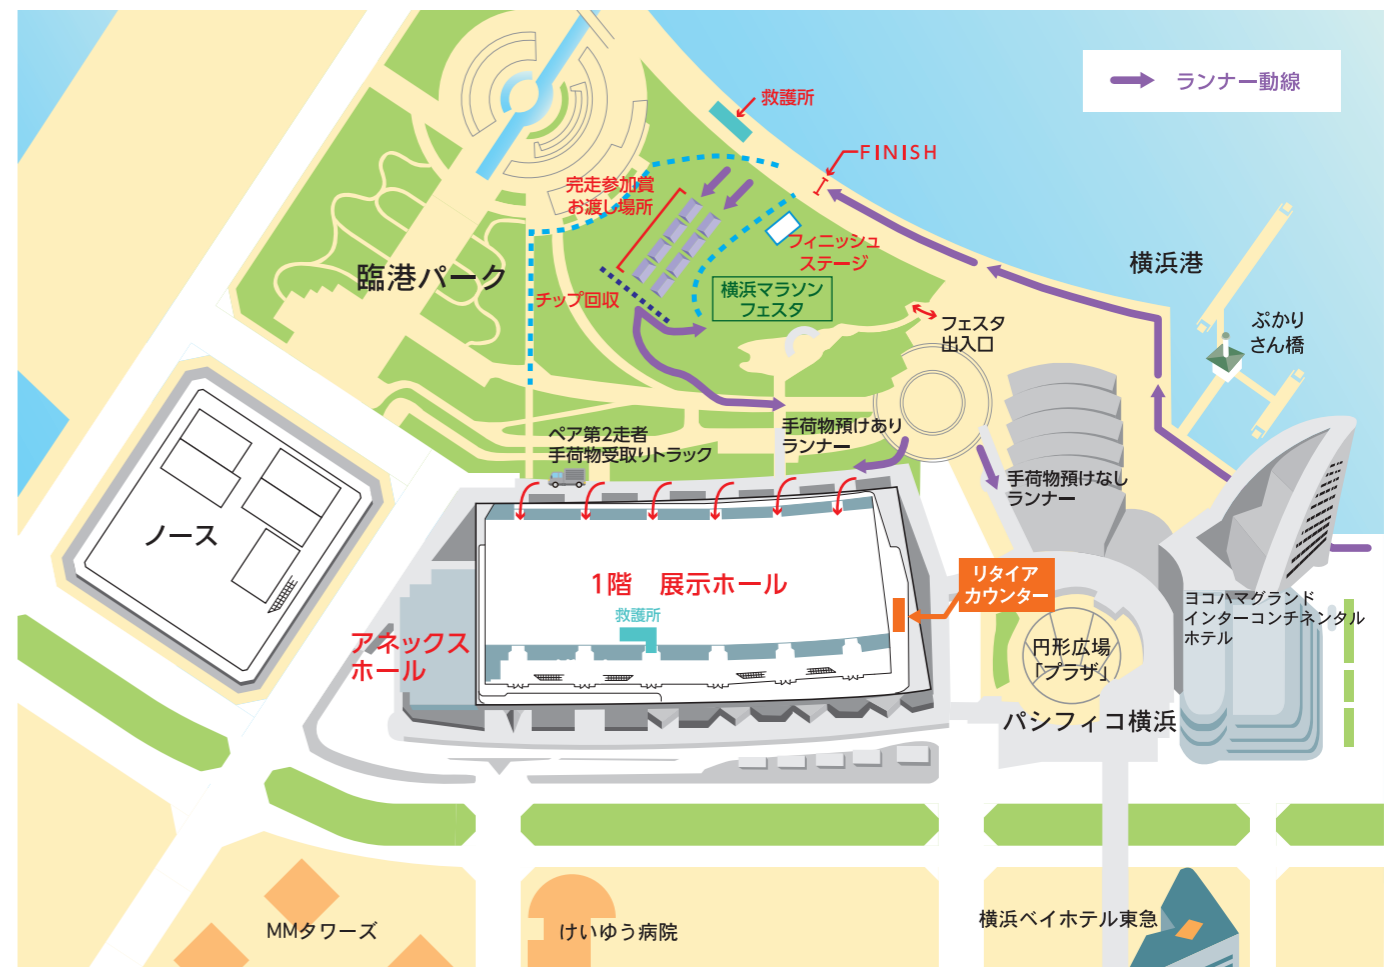 ランナー動線
救護所
FINISH
完走参加賞
お渡し場所
フィニッシュ
ステージ
横浜港
臨港パーク
チップ回収
横浜マラソン
フェスタ
フェスタ
出入口
ぷかり
さん橋
ペア第2走者
手荷物受取りトラック
手荷物預けあり
ランナー
手荷物預けなし
ランナー
ノース
1階 展示ホール
リタイア
カウンター
救護所
アネックス
ホール
円形広場
「プラザ」
ヨコハマグランド
インターコンチネンタル
ホテル
パシフィコ横浜
MMタワーズ
けいゆう病院
横浜ベイホテル東急